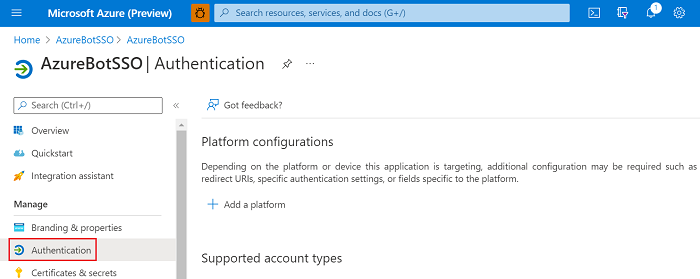 Microsoft Azure (Preview)
Search resources, services, and docs (G+/)
1
Home > AzureBotSSO > AzureBotSSO
AzureBotSSO | Authentication
Search (Ctrl+/)
Got feedback?
Overview
Quickstart
Integration assistant
Manage
Branding & properties
Authentication
Certificates & secrets
Platform configurations
Depending on the platform or device this application is targeting, additional configuration may be required such as
redirect URIs, specific authentication settings, or fields specific to the platform.
Add a platform
Supported account types